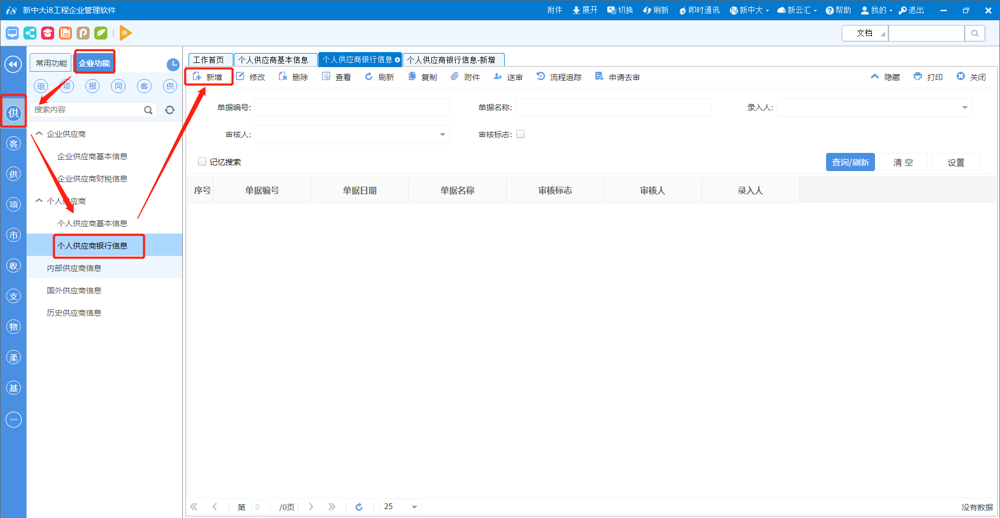 i8 新中大i8工程企业管理软件 附件 展开 切换 刷新 即时通讯 新中大 新云汇 帮助 我的 退出
快 文档
常用功能 企业功能 工作首页 个人供应商基本信息 个人供应商银行信息 个人供应商银行信息-新增
新增 修改 删除 查看 刷新 复制 附件 送审 流程追踪 申请去审 隐藏 打印 关闭
组 项 报 同 客 供
搜索内容
单据编号: 单据名称: 录入人:
审核人: 审核标志:
记忆搜索 查询/刷新 清 空 设置
序号 单据编号 单据日期 单据名称 审核标志 审核人 录入人
供
客
供
项
市
收
支
物
柔
基
企业供应商
企业供应商基本信息
企业供应商财税信息
个人供应商
个人供应商基本信息
个人供应商银行信息
内部供应商信息
国外供应商信息
历史供应商信息
第 0 /0页 25 没有数据